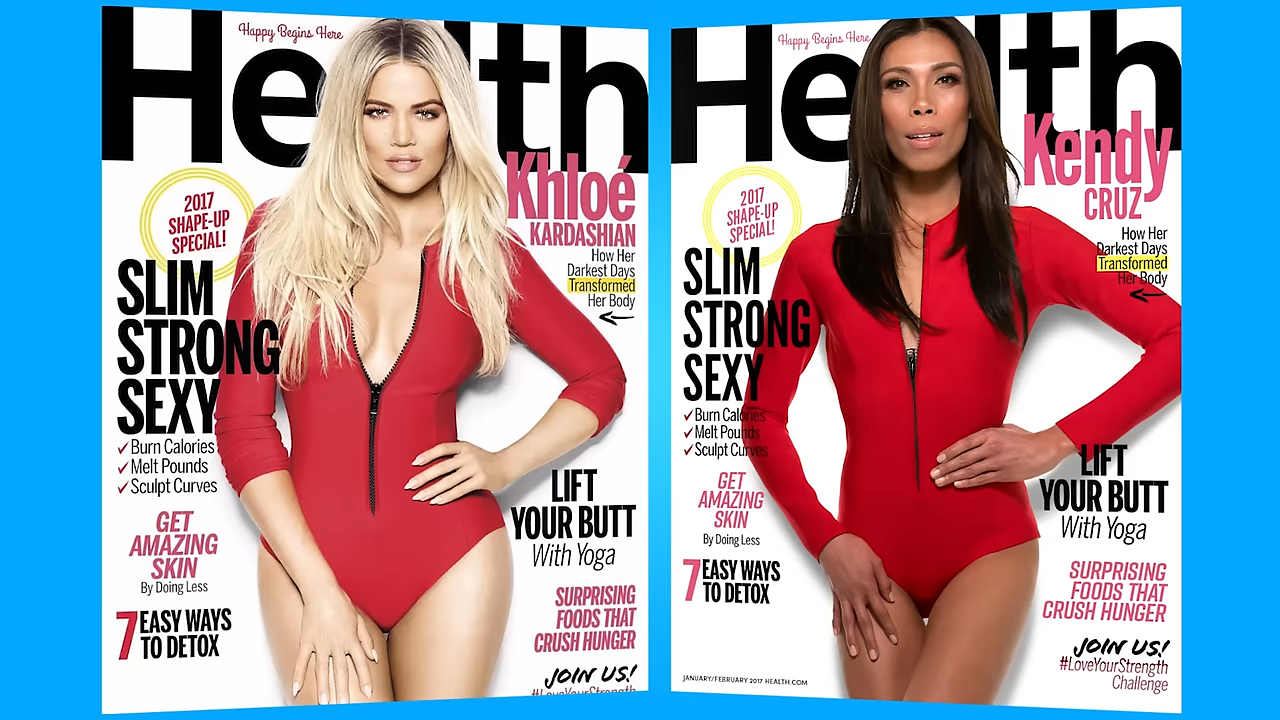 Happy Begins Here
Health
Khloé
KARDASHIAN
How Her
Darkest Days
Transformed
Her Body
2017
SHAPE-UP
SPECIAL!
SLIM
STRONG
SEXY
✓Burn Calories
✓Melt Pounds
✓Sculpt Curves
GET
AMAZING
SKIN
By Doing Less
7 EASY WAYS
TO DETOX
LIFT
YOUR BUTT
With Yoga
SURPRISING
FOODS THAT
CRUSH HUNGER
JOIN US!
#LoveYourStrength
Happy Begins Here
Health
Kendy
CRUZ
How Her
Darkest Days
Transformed
Her Body
2017
SHAPE-UP
SPECIAL!
SLIM
STRONG
SEXY
✓Burn Calories
✓Melt Pounds
✓Sculpt Curves
GET
AMAZING
SKIN
By Doing Less
7 EASY WAYS
TO DETOX
LIFT
YOUR BUTT
With Yoga
SURPRISING
FOODS THAT
CRUSH HUNGER
JOIN US!
#LoveYourStrength
Challenge
JANUARY/FEBRUARY 2017 HEALTH.COM